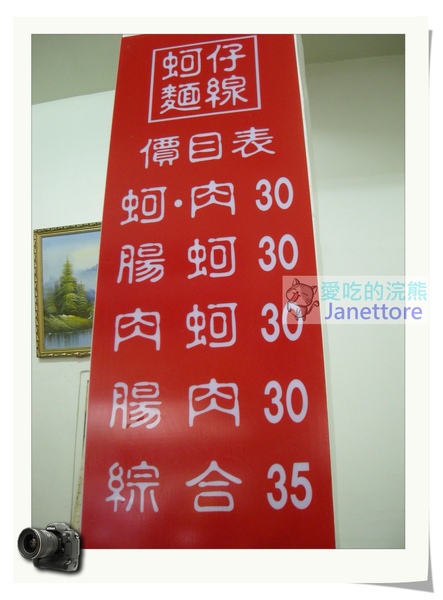 蚵仔
麵線
價目表
蚵·肉 30
腸 蚵 30
肉 蚵 30
腸 肉 30
綜 合 35
愛吃的浣熊
Janettore